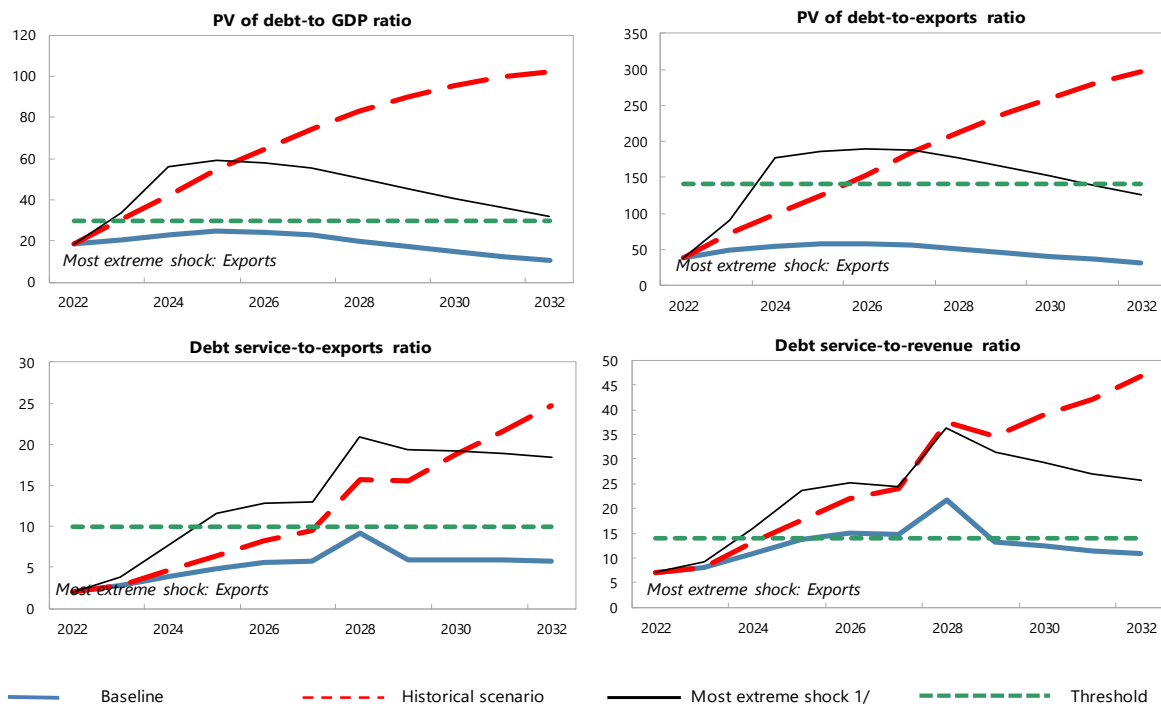 PV of debt-to GDP ratio
120
100
80
60
40
20
0
Most extreme shock: Exports
2022 2024 2026 2028 2030 2032
PV of debt-to-exports ratio
350
300
250
200
150
100
50
0
Most extreme shock: Exports
2022 2024 2026 2028 2030 2032
Debt service-to-exports ratio
30
25
20
15
10
5
0
Most extreme shock: Exports
2022 2024 2026 2028 2030 2032
Debt service-to-revenue ratio
50
45
40
35
30
25
20
15
10
5
0
Most extreme shock: Exports
2022 2024 2026 2028 2030 2032
Baseline Historical scenario Most extreme shock 1/ Threshold